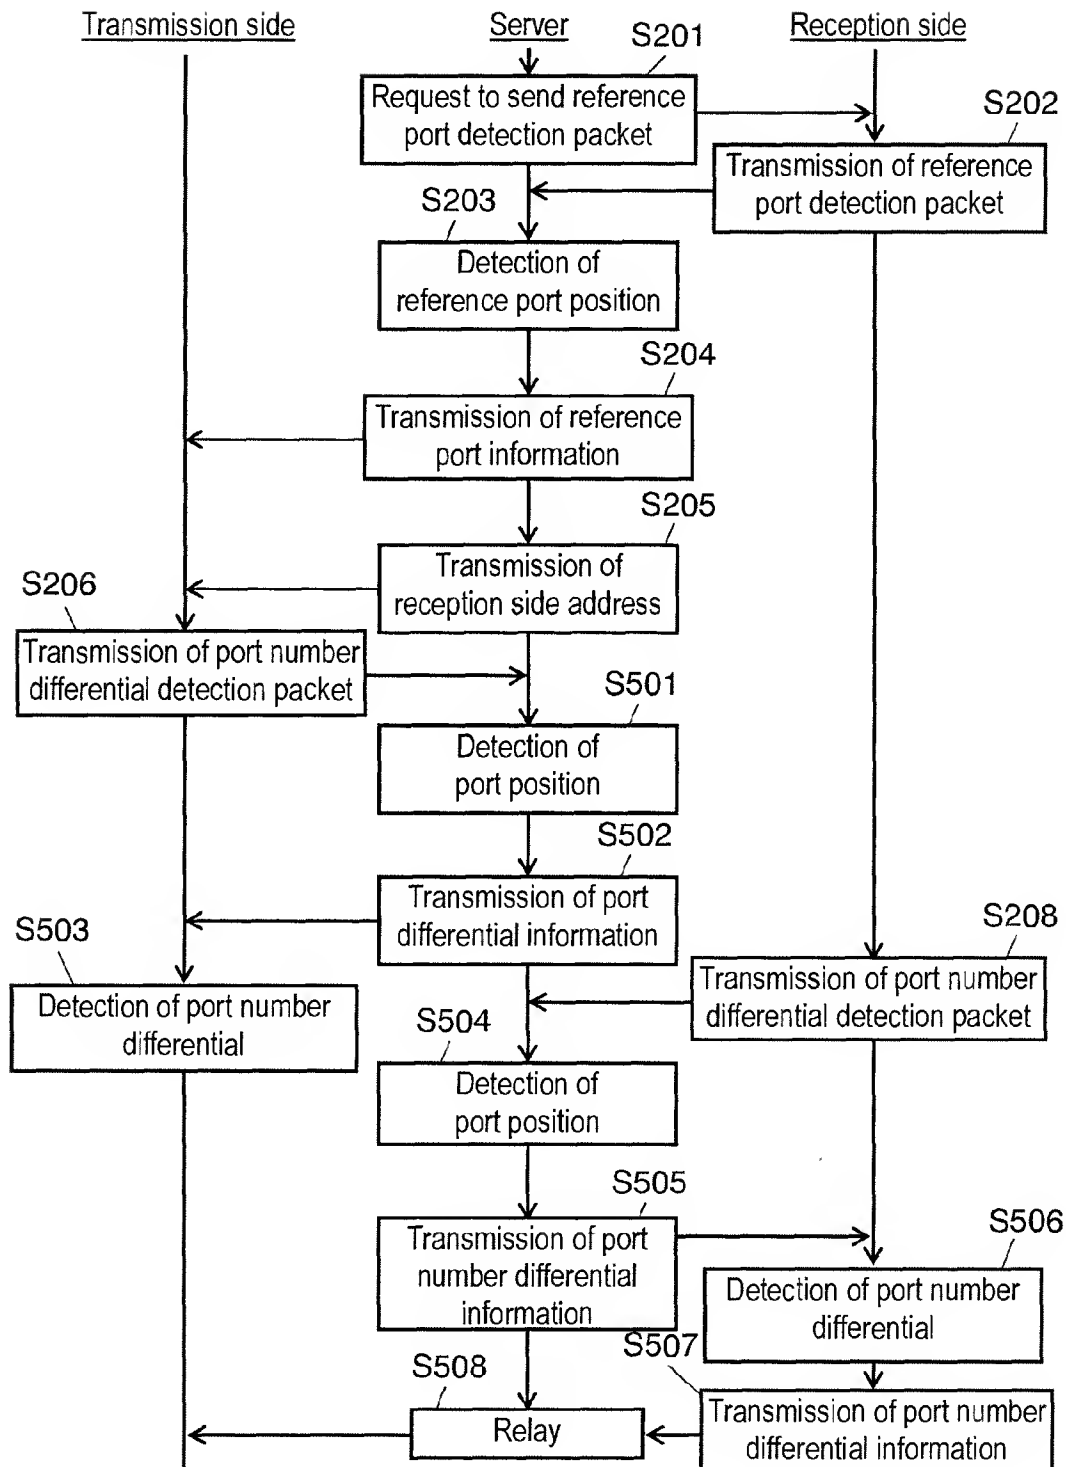 Transmission side
Server
Reception side
S201
Request to send reference
port detection packet
S202
Transmission of reference
port detection packet
S203
Detection of
reference port position
S204
Transmission of reference
port information
S205
Transmission of
reception side address
S206
Transmission of port number
differential detection packet
S501
Detection of
port position
S502
Transmission of port
differential information
S503
Detection of port number
differential
S208
Transmission of port number
differential detection packet
S504
Detection of
port position
S505
Transmission of port
number differential
information
S506
Detection of port number
differential
S507
Transmission of port number
differential information
S508
Relay